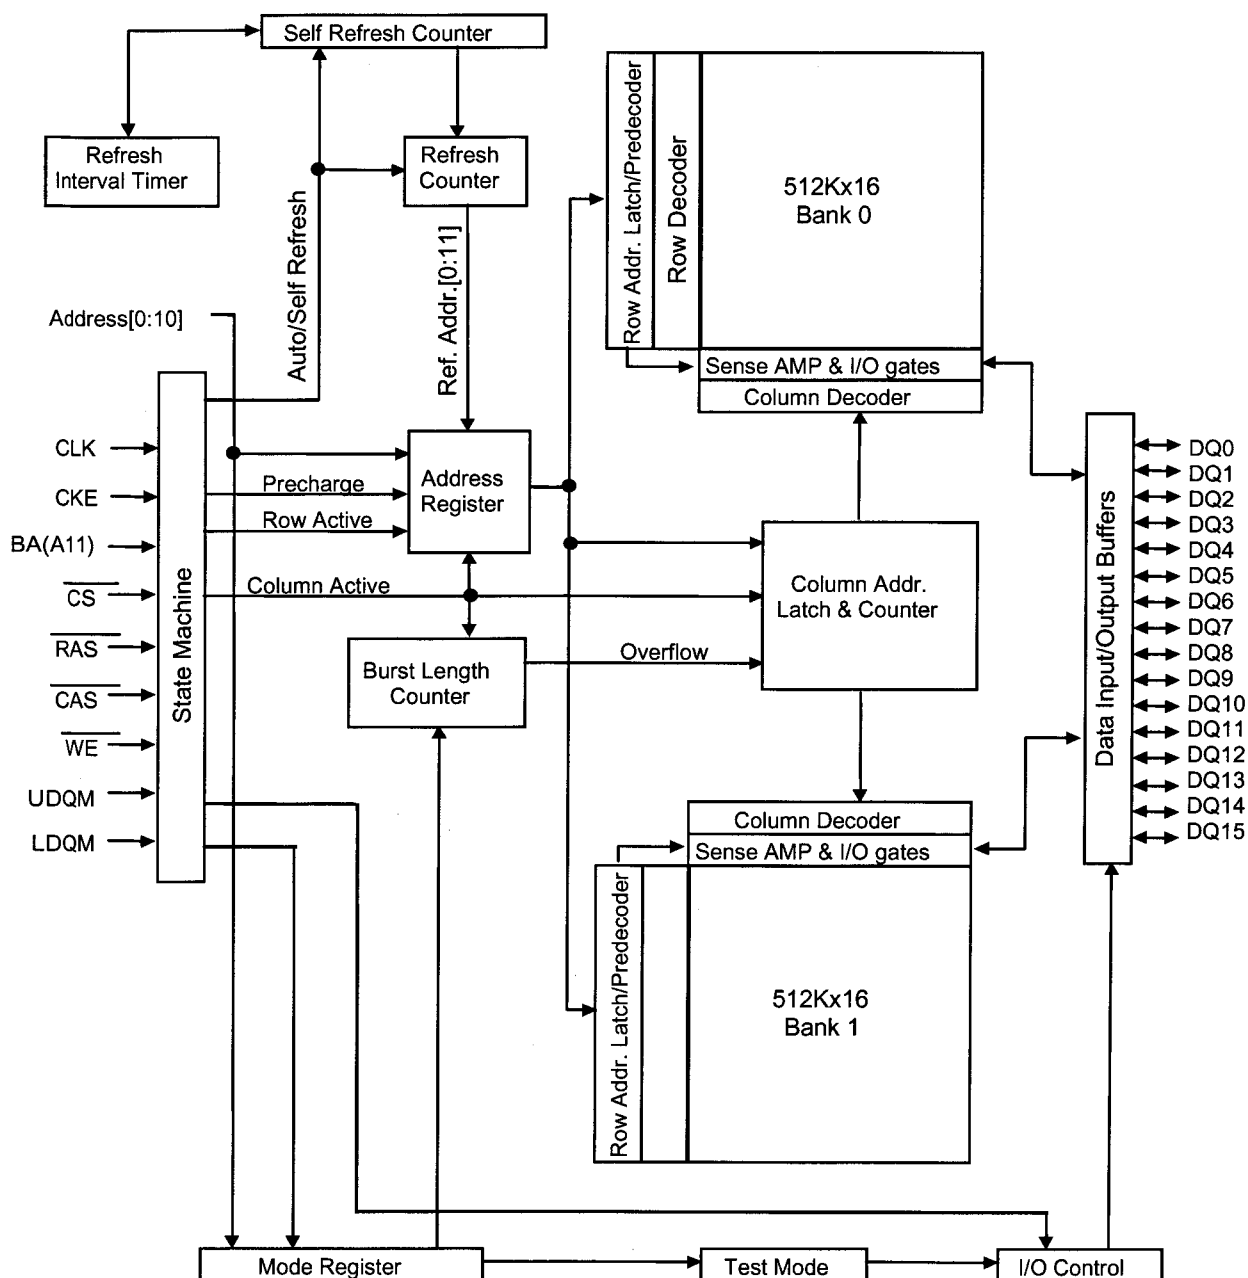 Self Refresh Counter
Refresh
Interval Timer
Refresh
Counter
Auto/Self Refresh
Ref. Addr.[0:11]
Row Addr. Latch/Predecoder
Row Decoder
512Kx16
Bank 0
Sense AMP & I/O gates
Column Decoder
Address[0:10]
State Machine
CLK
CKE
BA(A11)
CS
RAS
CAS
WE
UDQM
LDQM
Precharge
Row Active
Column Active
Address
Register
Burst Length
Counter
Overflow
Column Addr.
Latch & Counter
Data Input/Output Buffers
DQ0
DQ1
DQ2
DQ3
DQ4
DQ5
DQ6
DQ7
DQ8
DQ9
DQ10
DQ11
DQ12
DQ13
DQ14
DQ15
Column Decoder
Sense AMP & I/O gates
Row Addr. Latch/Predecoder
512Kx16
Bank 1
Mode Register
Test Mode
I/O Control